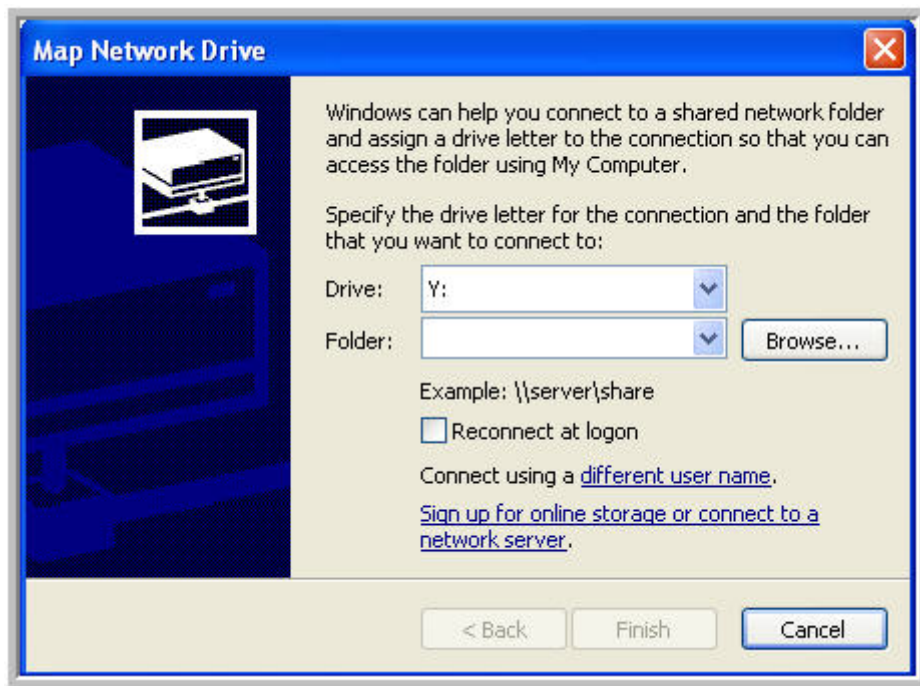 Map Network Drive
Windows can help you connect to a shared network folder
and assign a drive letter to the connection so that you can
access the folder using My Computer.
Specify the drive letter for the connection and the folder
that you want to connect to:
Drive: Y:
Folder: Browse...
Example: \\server\share
Reconnect at logon
Connect using a different user name.
Sign up for online storage or connect to a
network server.
< Back Finish Cancel